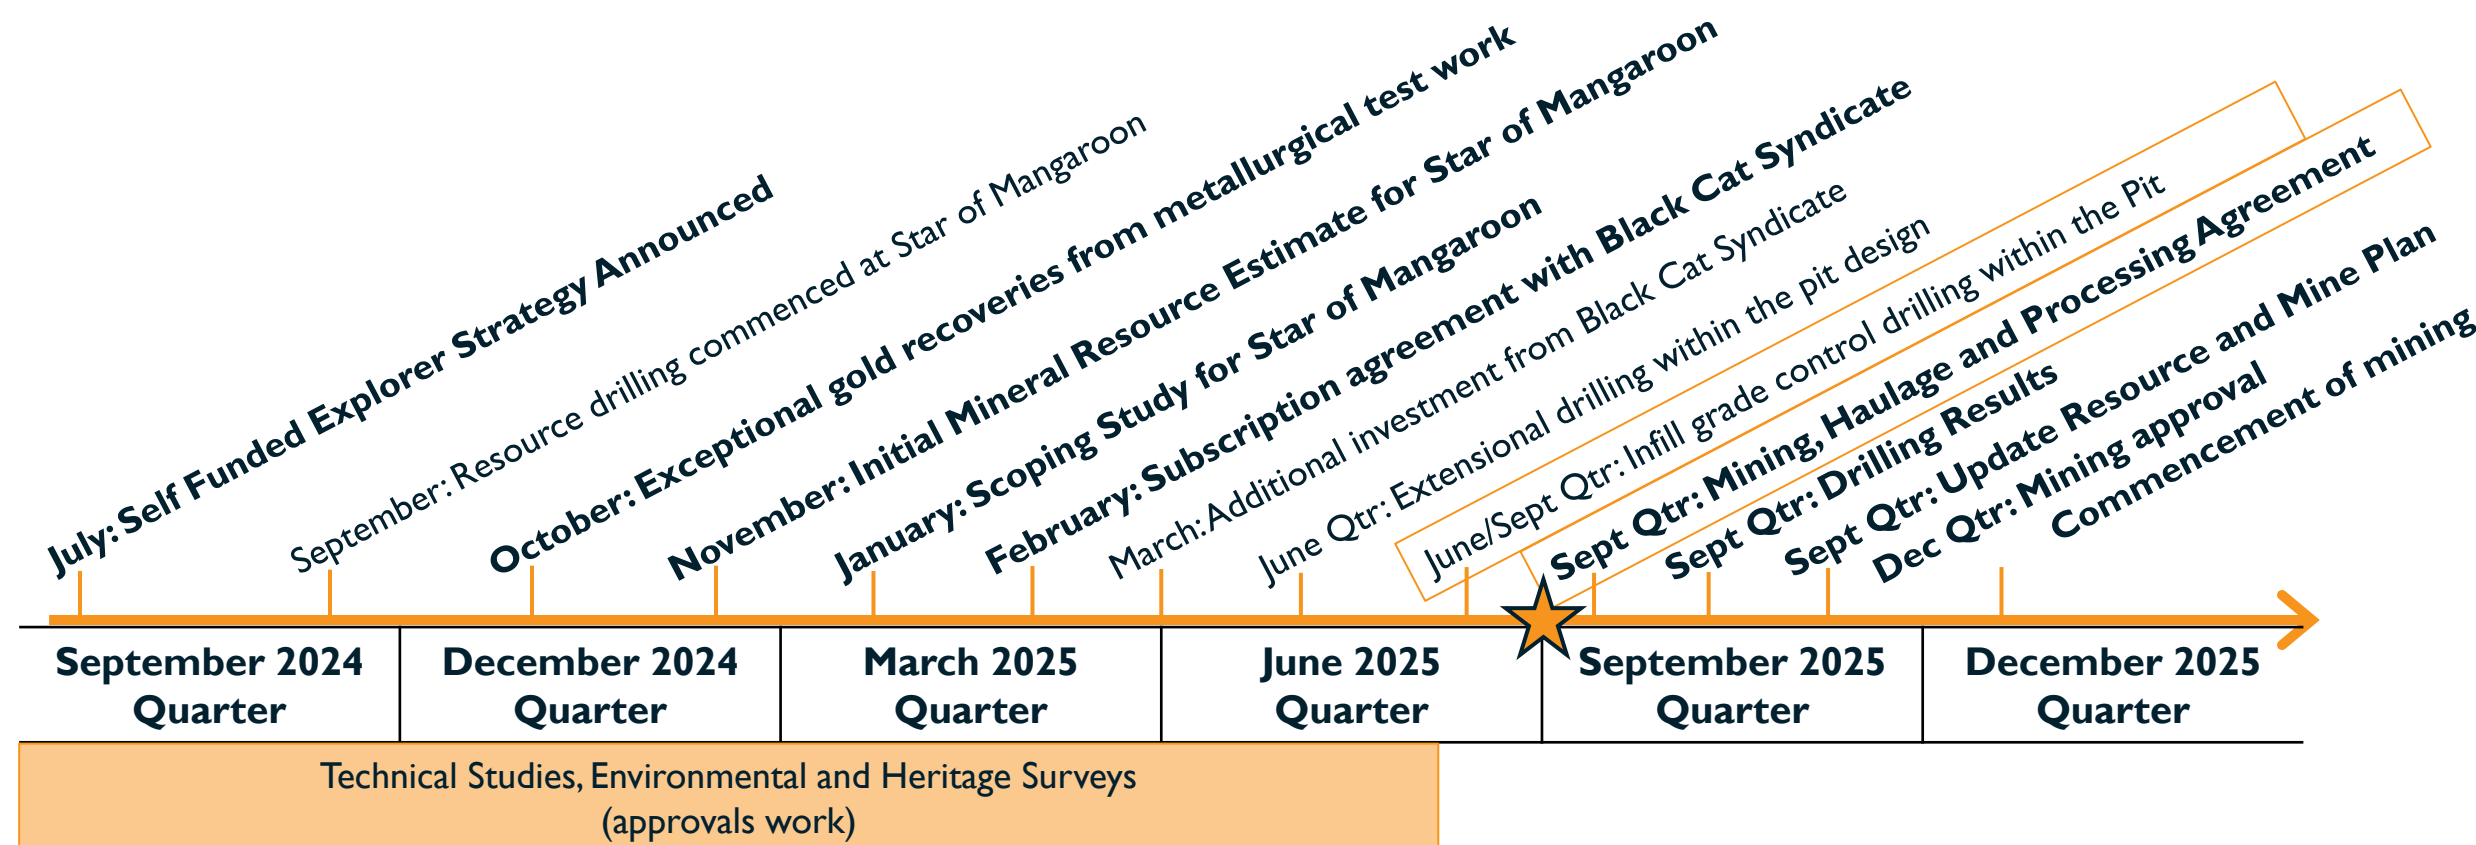 July: Self Funded Explorer Strategy Announced
September: Resource drilling commenced at Star of Mangaroon
October: Exceptional gold recoveries from metallurgical test work
November: Initial Mineral Resource Estimate for Star of Mangaroon
January: Scoping Study for Star of Mangaroon
February: Subscription agreement with Black Cat Syndicate
March: Additional investment from Black Cat Syndicate
June Qtr: Extensional drilling within the pit design
June/Sept Qtr: Infill grade control drilling within the Pit
Sept Qtr: Mining, Haulage and Processing Agreement
Sept Qtr: Drilling Results
Sept Qtr: Update Resource and Mine Plan
Dec Qtr: Mining approval
Commencement of mining
September 2024
Quarter
December 2024
Quarter
March 2025
Quarter
June 2025
Quarter
September 2025
Quarter
December 2025
Quarter
Technical Studies, Environmental and Heritage Surveys
(approvals work)